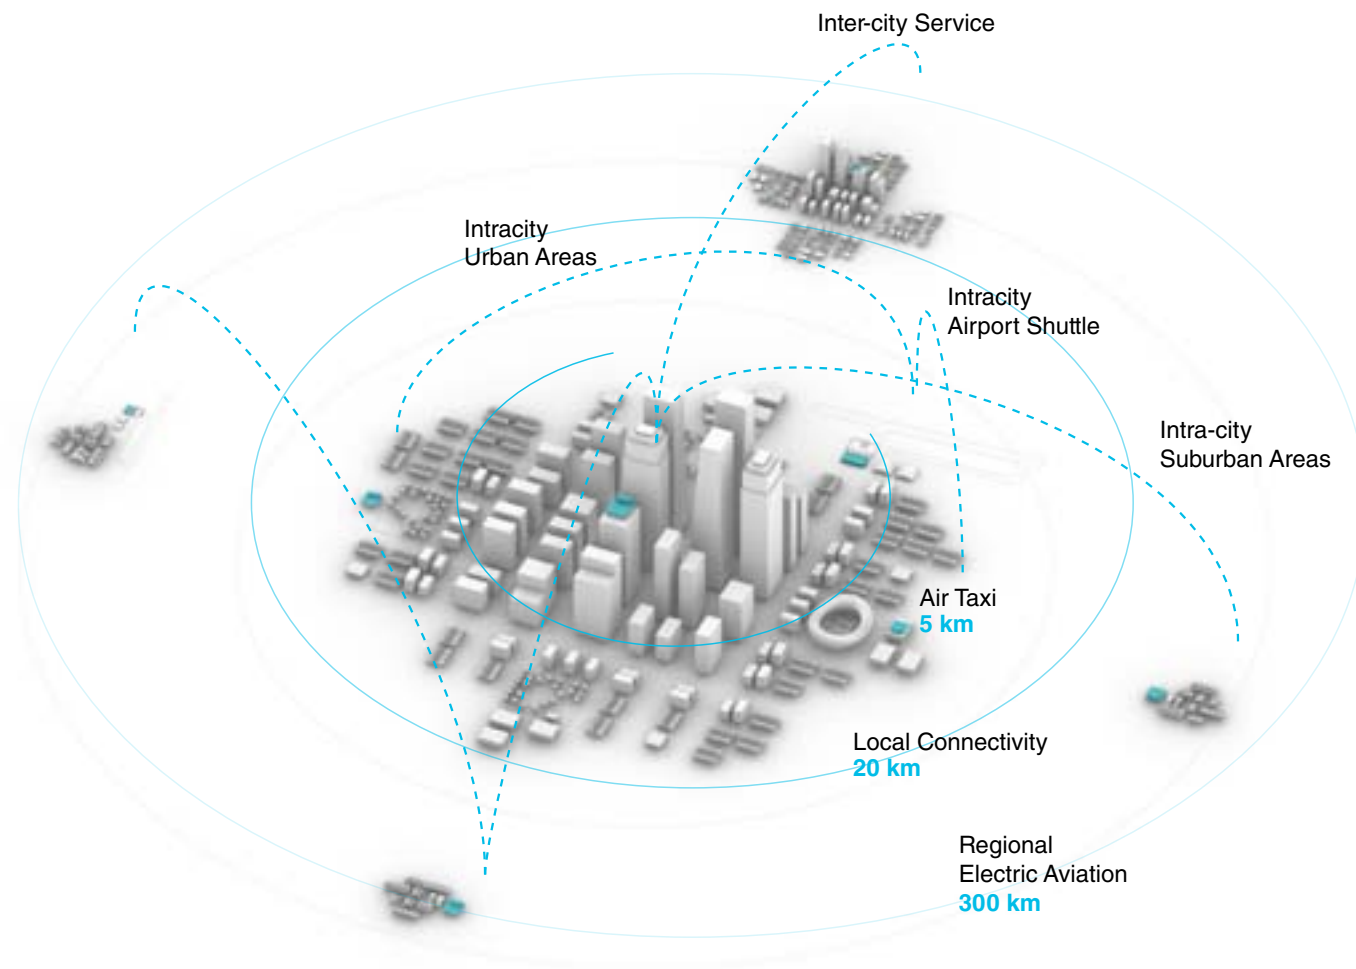 Inter-city Service
Intracity
Urban Areas
Intracity
Airport Shuttle
Intra-city
Suburban Areas
Air Taxi
5 km
Local Connectivity
20 km
Regional
Electric Aviation
300 km